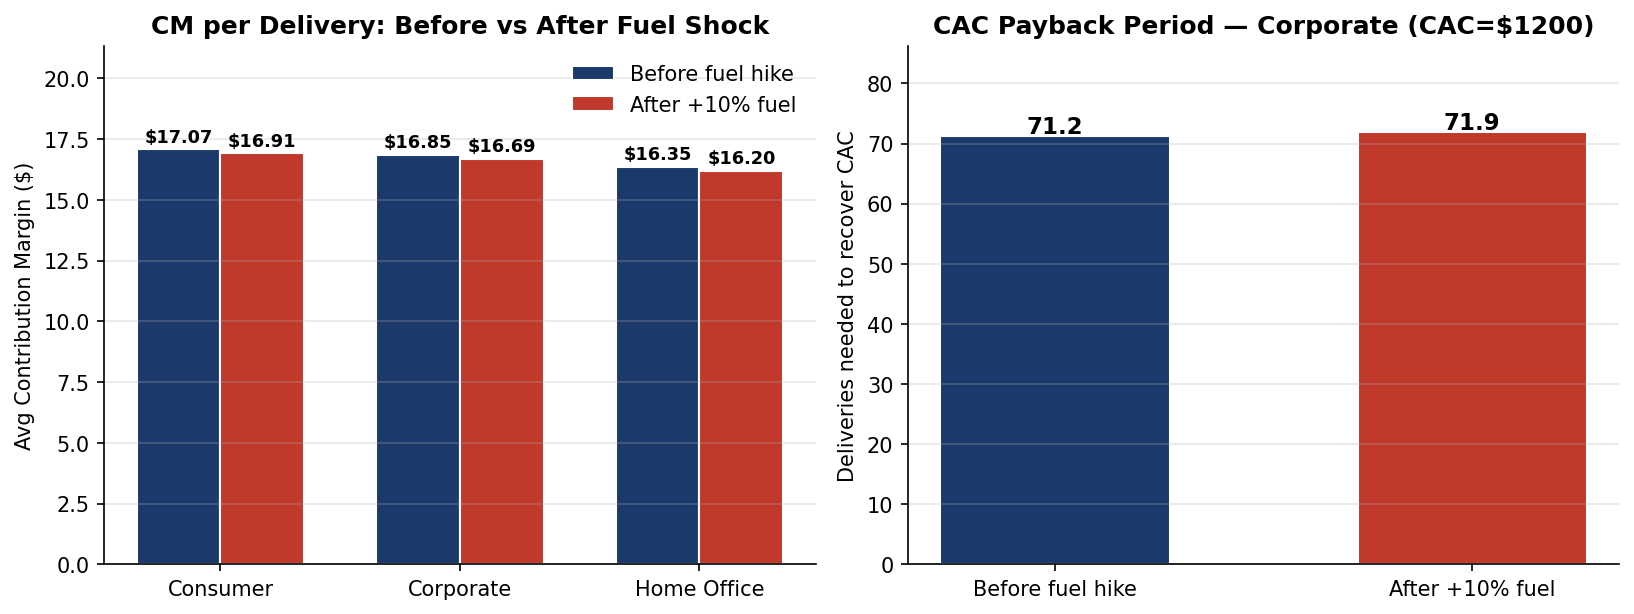 CM per Delivery: Before vs After Fuel Shock
Avg Contribution Margin ($)
20.0
17.5
15.0
12.5
10.0
7.5
5.0
2.5
0.0
Before fuel hike
After +10% fuel
$17.07
$16.91
$16.85
$16.69
$16.35
$16.20
Consumer
Corporate
Home Office
CAC Payback Period — Corporate (CAC=$1200)
Deliveries needed to recover CAC
80
70
60
50
40
30
20
10
0
71.2
71.9
Before fuel hike
After +10% fuel